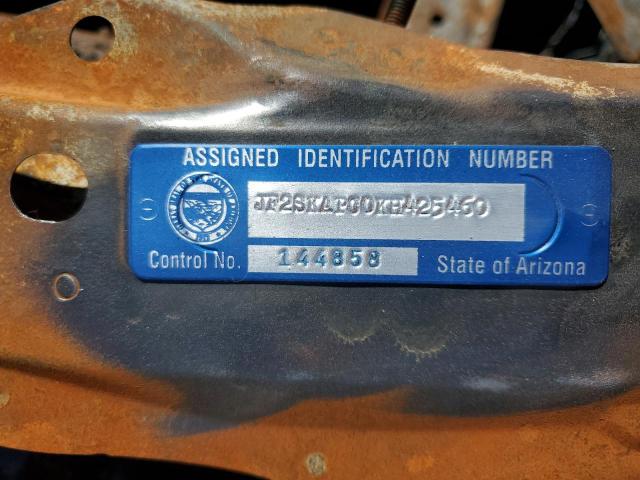 ASSIGNED IDENTIFICATION NUMBER
JF2SKAPC0KH425460
Control No. 144858 State of Arizona